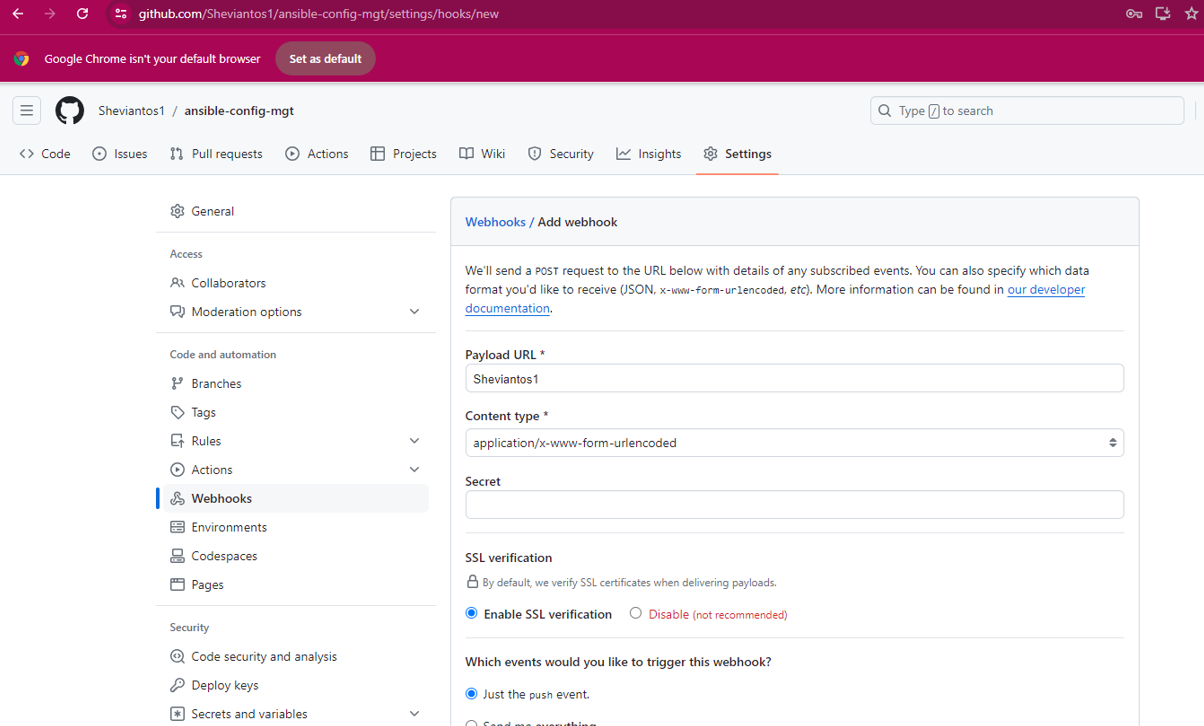 github.com/Sheviantos1/ansible-config-mgt/settings/hooks/new
Google Chrome isn't your default browser
Set as default
Sheviantos1 / ansible-config-mgt
Type / to search
Code
Issues
Pull requests
Actions
Projects
Wiki
Security
Insights
Settings
General
Access
Collaborators
Moderation options
Code and automation
Branches
Tags
Rules
Actions
Webhooks
Environments
Codespaces
Pages
Security
Code security and analysis
Deploy keys
Secrets and variables
Webhooks / Add webhook
We'll send a POST request to the URL below with details of any subscribed events. You can also specify which data
format you'd like to receive (JSON, x-www-form-urlencoded, etc). More information can be found in our developer
documentation.
Payload URL *
Sheviantos1
Content type *
application/x-www-form-urlencoded
Secret
SSL verification
By default, we verify SSL certificates when delivering payloads.
Enable SSL verification
Disable (not recommended)
Which events would you like to trigger this webhook?
Just the push event.
Send me everything.